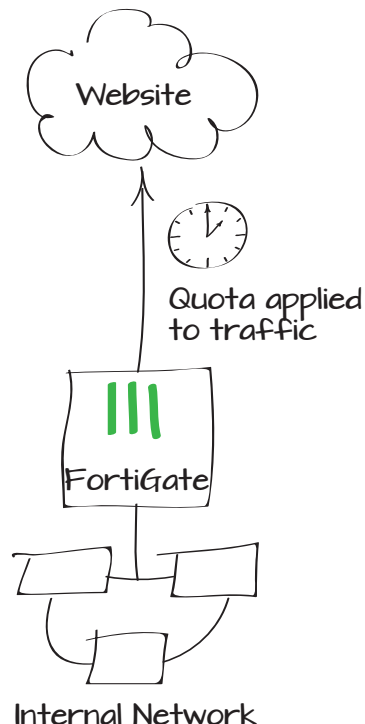 Website
Quota applied
to traffic
FortiGate
Internal Network